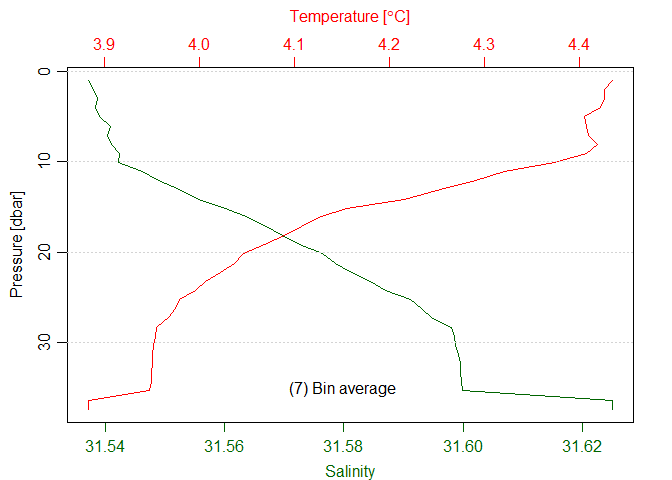 Temperature [°C]
3.9 4.0 4.1 4.2 4.3 4.4
Pressure [dbar]
0
10
20
30
(7) Bin average
31.54 31.56 31.58 31.60 31.62
Salinity